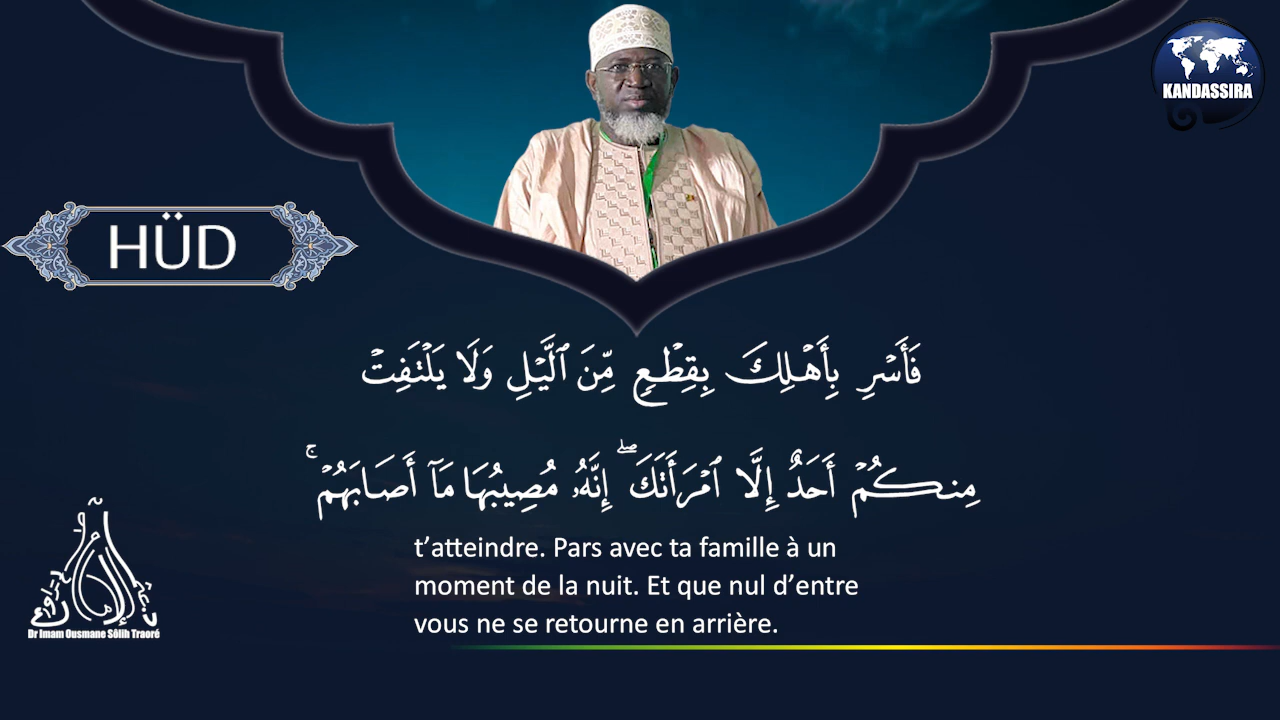 KANDASSIRA
HÜD
فَأَسْرِ بِأَهْلِكَ بِقِطْعٍ مِّنَ ٱلَّيْلِ وَلَا يَلْتَفِتْ
مِنكُمْ أَحَدٌ إِلَّا ٱمْرَأَتَكَ ۖ إِنَّهُۥ مُصِيبُهَا مَآ أَصَابَهُمْ ۚ
t’atteindre. Pars avec ta famille à un
moment de la nuit. Et que nul d’entre
vous ne se retourne en arrière.
Dr Imam Ousmane Sôlih Traoré